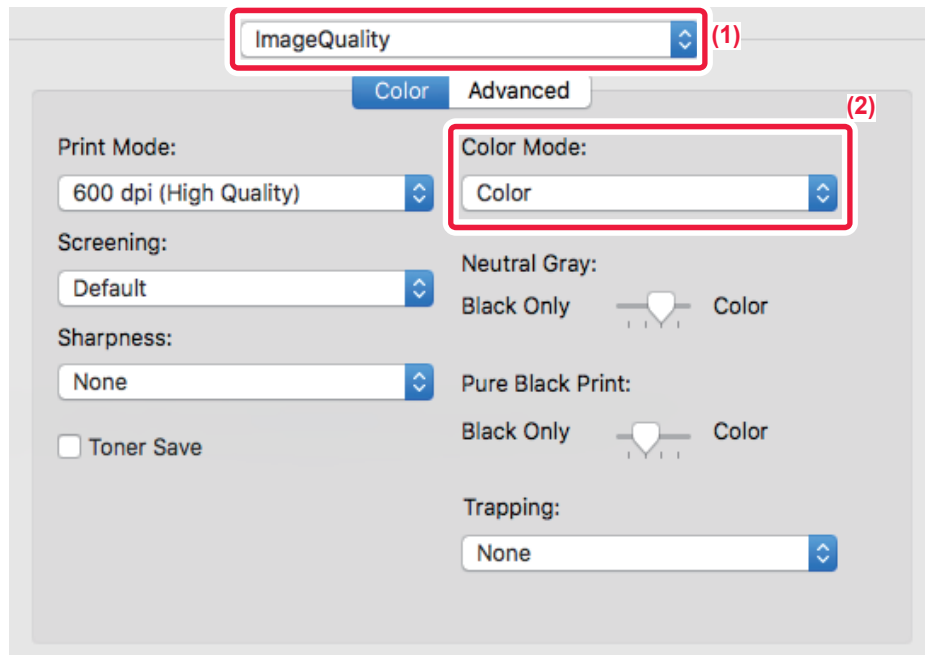 ImageQuality
(1)
Color
Advanced
(2)
Print Mode:
600 dpi (High Quality)
Screening:
Default
Sharpness:
None
Toner Save
Color Mode:
Color
Neutral Gray:
Black Only
Color
Pure Black Print:
Black Only
Color
Trapping:
None